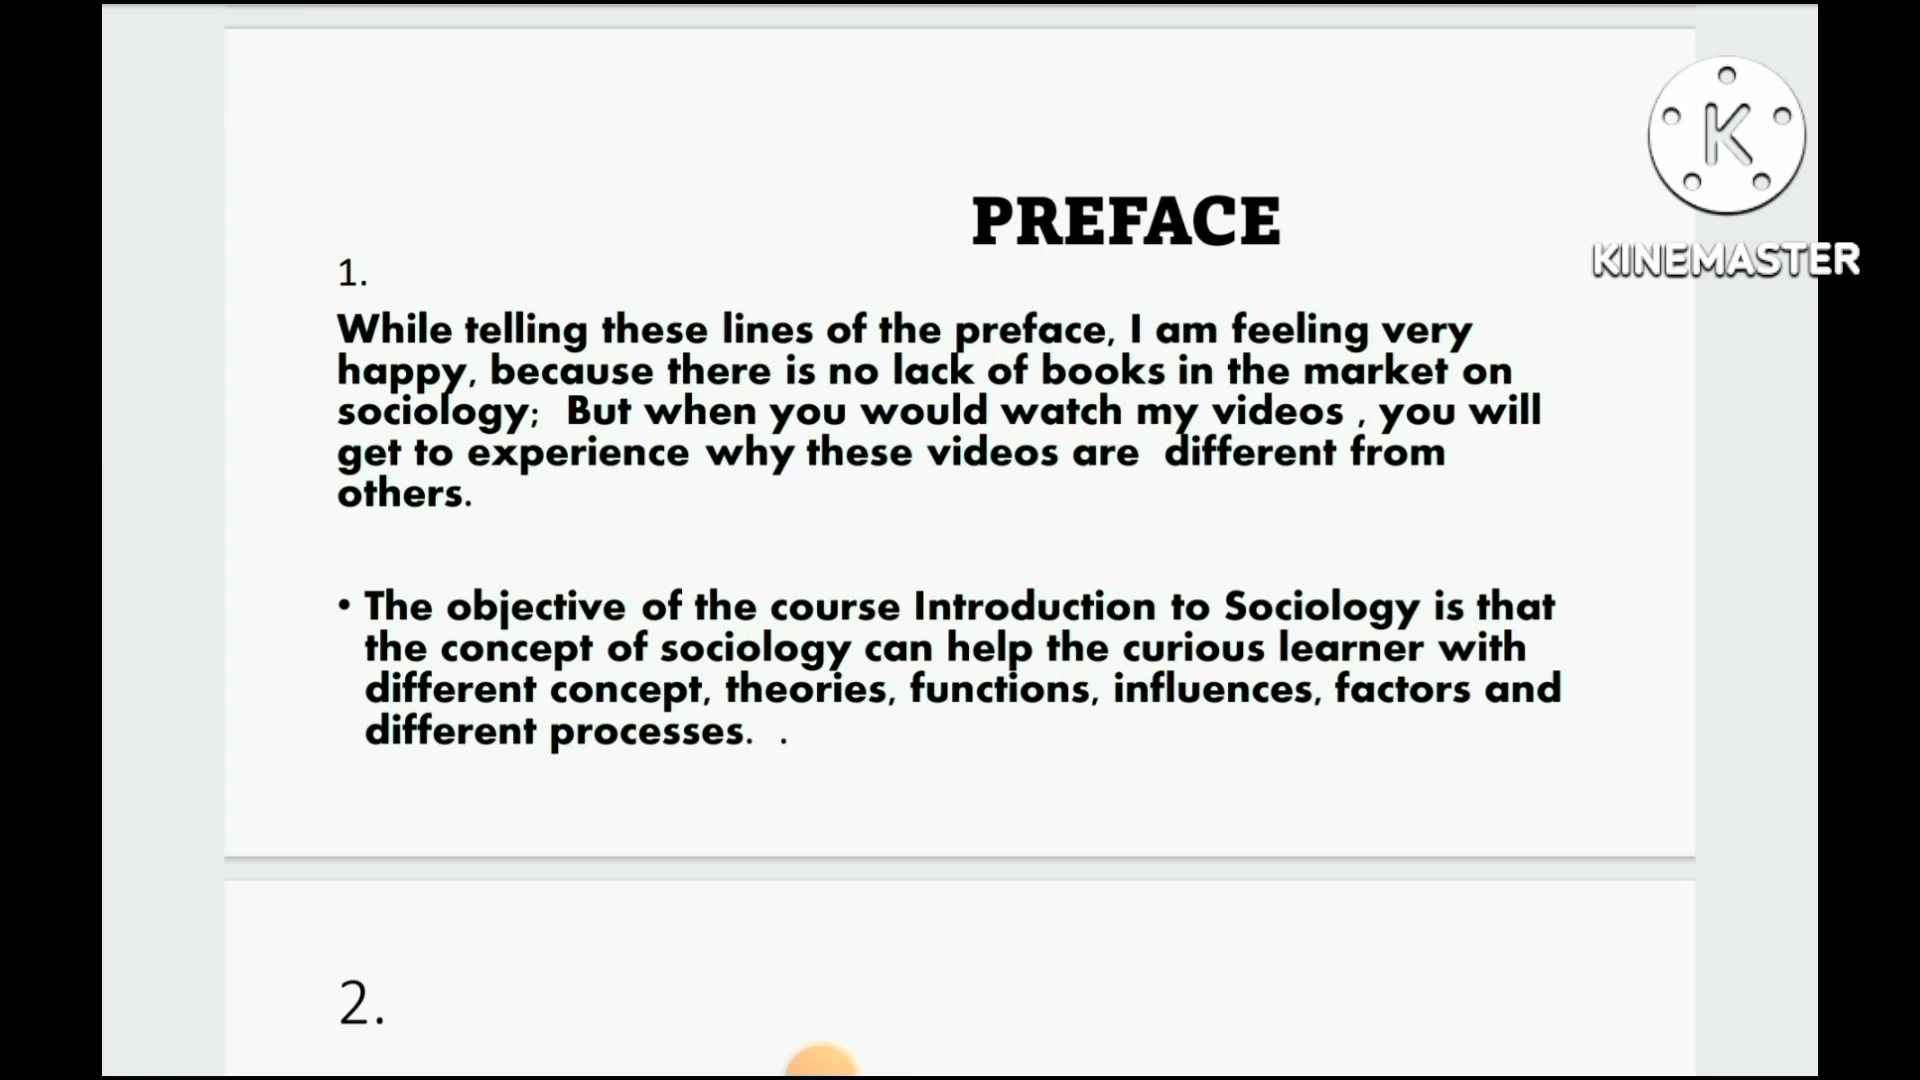 PREFACE
1.
While telling these lines of the preface, I am feeling very
happy, because there is no lack of books in the market on
sociology;  But when you would watch my videos , you will
get to experience why these videos are  different from
others.
• The objective of the course Introduction to Sociology is that
the concept of sociology can help the curious learner with
different concept, theories, functions, influences, factors and
different processes.  .
2.
K
KINEMASTER